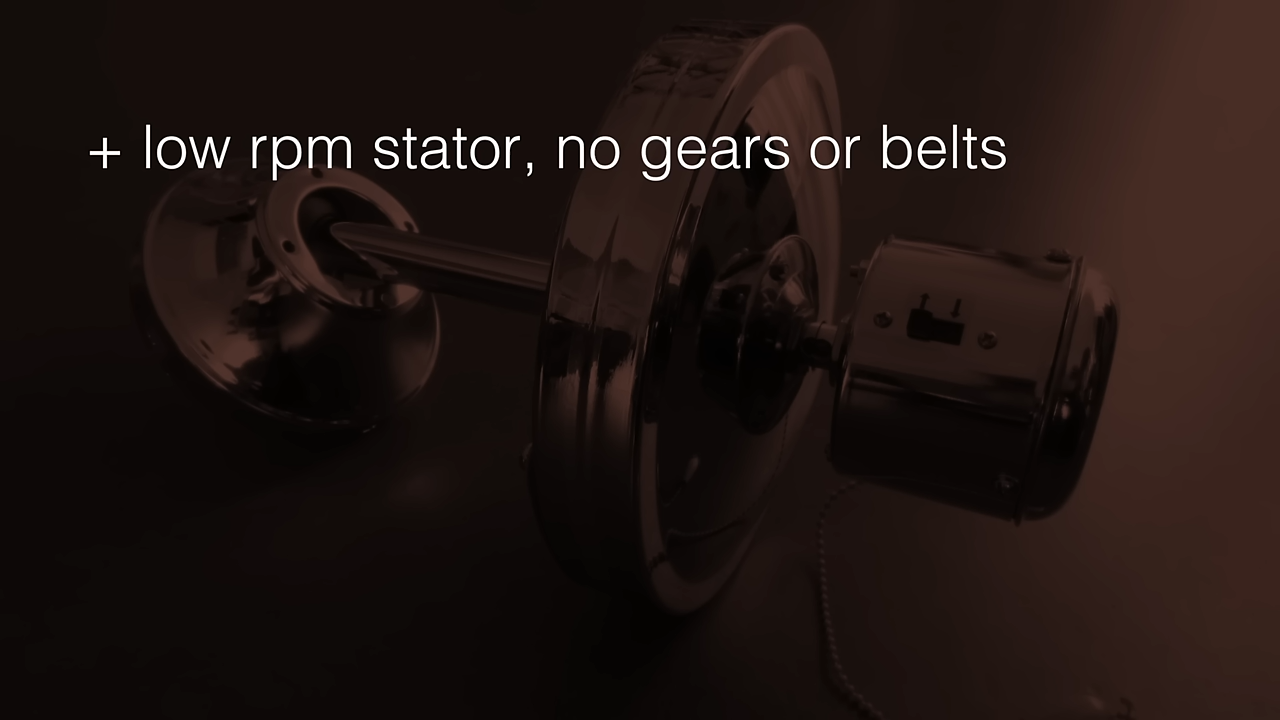 + low rpm stator, no gears or belts